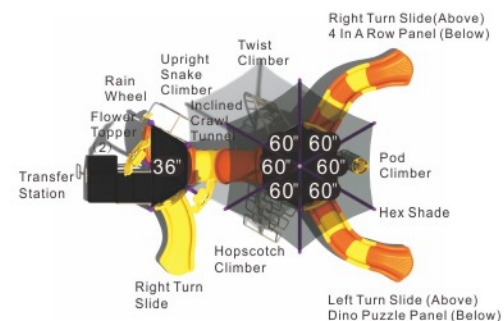 Right Turn Slide(Above)
4 In A Row Panel (Below)
Twist
Climber
Upright
Snake
Climber
Rain
Wheel
Inclined
Crawl
Tunnel
Flower
Topper
(2)
Transfer
Station
36"
60" 60"
60" 60"
60" 60"
Pod
Climber
Hex Shade
Hopscotch
Climber
Right Turn
Slide
Left Turn Slide (Above)
Dino Puzzle Panel (Below)